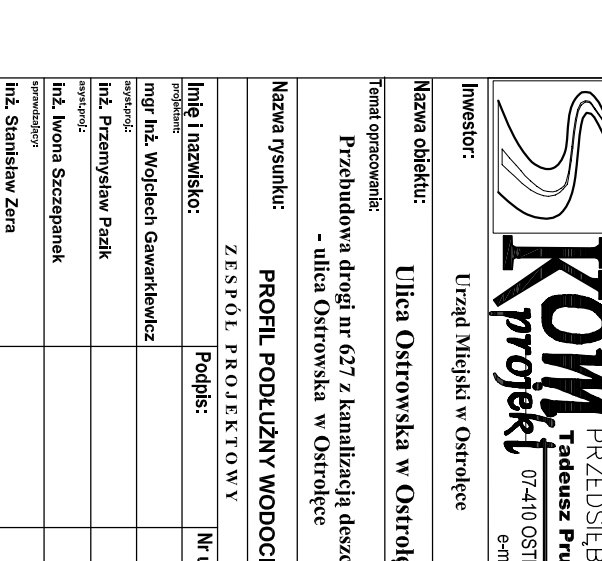 Kom
projekt
PRZEDSIĘB
Tadeusz Pru
07-410 OST
e-m
Inwestor:
Urząd Miejski w Ostrołęce
Nazwa obiektu:
Ulica Ostrowska w Ostrołę
Temat opracowania:
Przebudowa drogi nr 627 z kanalizacją deszc
- ulica Ostrowska w Ostrołęce
Nazwa rysunku:
PROFIL PODŁUŻNY WODOC
ZESPÓŁ PROJEKTOWY
Imię i nazwisko: Podpis: Nr u
projektant:
mgr Inż. Wojciech Gawarkiewicz
asyst.proj.:
inż. Przemysław Pazik
asyst.proj.:
inż. Iwona Szczepanek
sprawdzający:
inż. Stanisław Zera